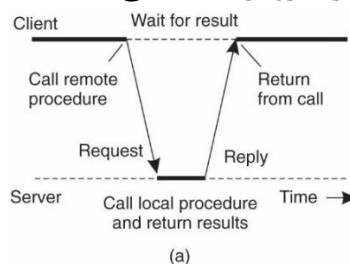 Client
Wait for result
Call remote
procedure
Return
from call
Request
Reply
Server
Call local procedure
and return results
Time
(a)